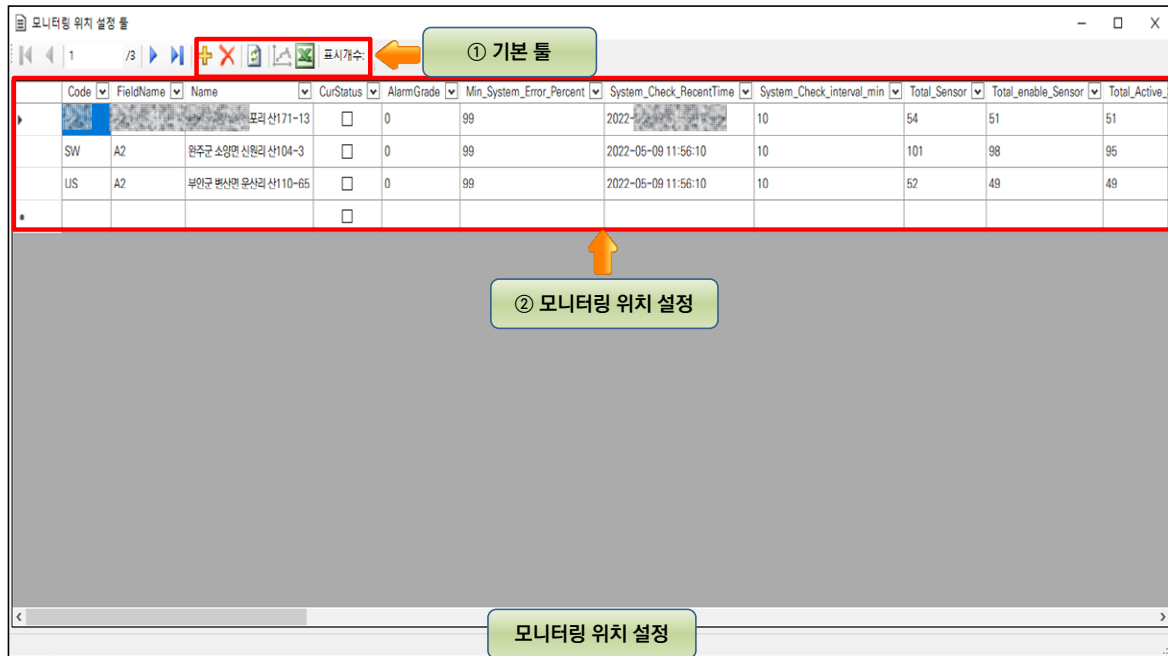 모니터링 위치 설정 툴
1 /3 표시개수:
① 기본 툴
Code FieldName Name CurStatus AlarmGrade Min_System_Error_Percent System_Check_RecentTime System_Check_interval_min Total_Sensor Total_enable_Sensor Total_Active_
포리 산171-13 0 99 2022- 10 54 51 51
SW A2 완주군 소양면 신원리 산104-3 0 99 2022-05-09 11:56:10 10 101 98 95
US A2 부안군 변산면 운산리 산110-65 0 99 2022-05-09 11:56:10 10 52 49 49
② 모니터링 위치 설정
모니터링 위치 설정